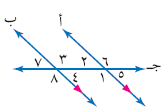 ب أ
٧ ٣ ٢ ٦ جـ
٨ ٤ ١ ٥